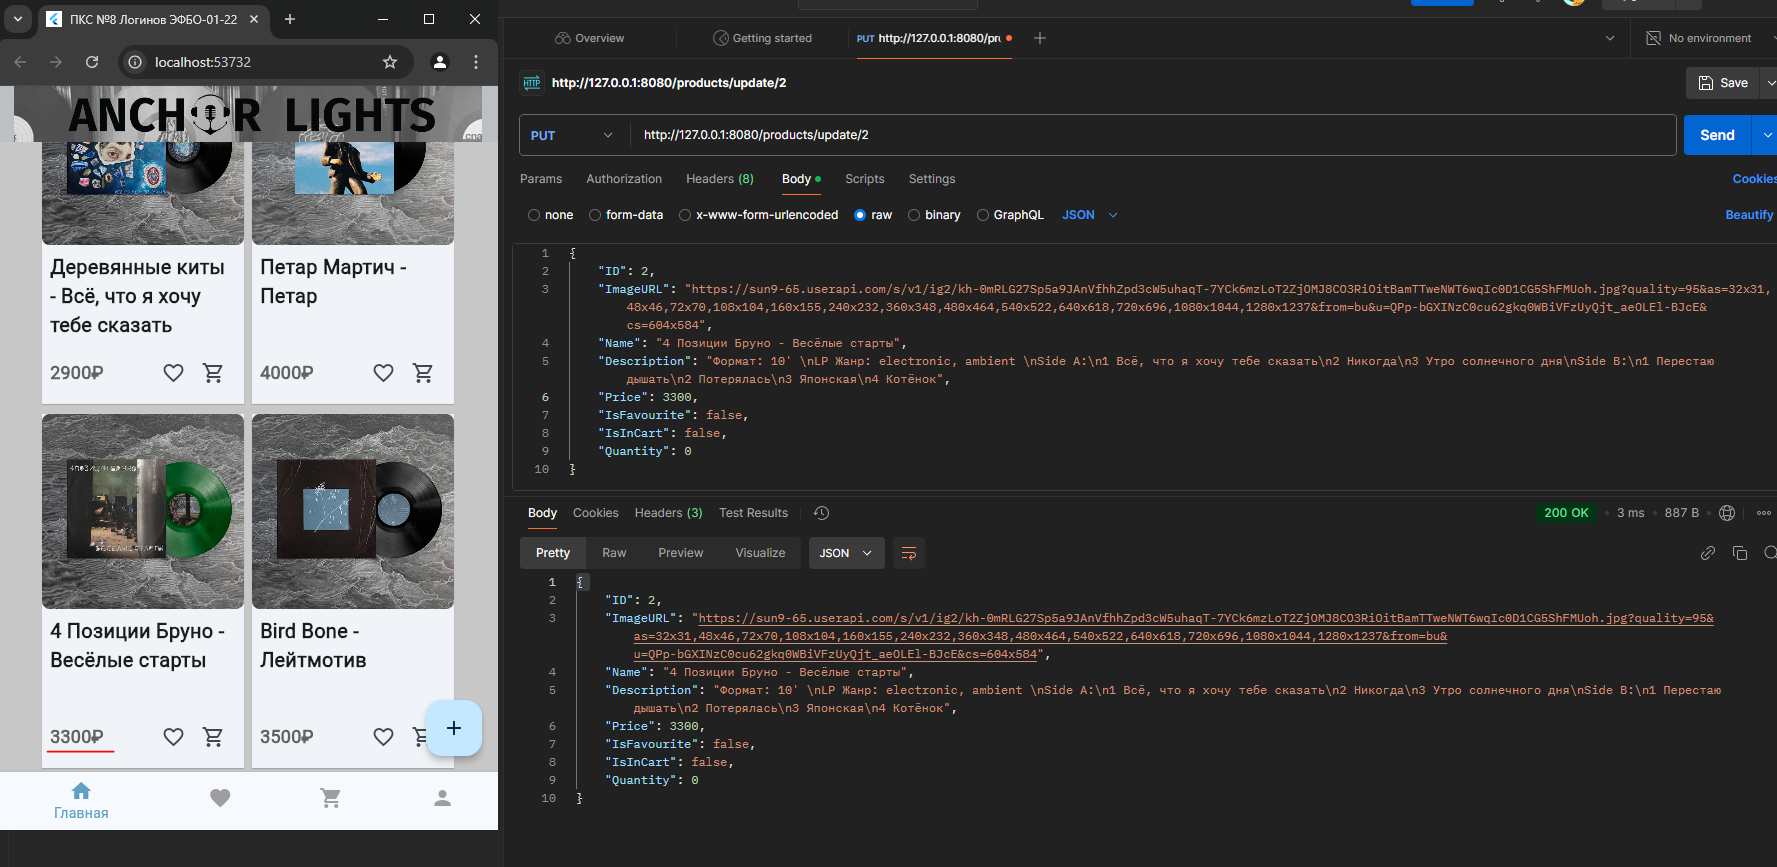 ПКС №8 Логинов ЭФБО-01-22
localhost:53732
ANCHOR LIGHTS
Деревянные киты
- Всё, что я хочу
тебе сказать
2900₽
Петар Мартич -
Петар
4000₽
4 Позиции Бруно -
Весёлые старты
3300₽
Bird Bone -
Лейтмотив
3500₽
+
Главная
Overview
Getting started
PUT http://127.0.0.1:8080/pr
No environment
HTTP http://127.0.0.1:8080/products/update/2
Save
PUT http://127.0.0.1:8080/products/update/2
Send
Params Authorization Headers (8) Body Scripts Settings Cookies
none form-data x-www-form-urlencoded raw binary GraphQL JSON Beautify
1 {
2 "ID": 2,
3 "ImageURL": "https://sun9-65.userapi.com/s/v1/ig2/kh-0mRLG27Sp5a9JAnVfhhZpd3cW5uhaqT-7YCk6mzLoT2ZjOMJ8CO3RiOitBamTTweNWT6wqIc0D1CG5ShFMUoh.jpg?quality=95&as=32x31,
48x46,72x70,108x104,160x155,240x232,360x348,480x464,540x522,640x618,720x696,1080x1044,1280x1237&from=bu&u=QPp-bGXINzC0cu62gkq0WBiVFzUyQjt_aeOLEl-BJcE&
cs=604x584",
4 "Name": "4 Позиции Бруно - Весёлые старты",
5 "Description": "Формат: 10' \nLP Жанр: electronic, ambient \nSide A:\n1 Всё, что я хочу тебе сказать\n2 Никогда\n3 Утро солнечного дня\nSide B:\n1 Перестаю
дышать\n2 Потерялась\n3 Японская\n4 Котёнок",
6 "Price": 3300,
7 "IsFavourite": false,
8 "IsInCart": false,
9 "Quantity": 0
10 }
Body Cookies Headers (3) Test Results 200 OK 3 ms 887 B
Pretty Raw Preview Visualize JSON
1 {
2 "ID": 2,
3 "ImageURL": "https://sun9-65.userapi.com/s/v1/ig2/kh-0mRLG27Sp5a9JAnVfhhZpd3cW5uhaqT-7YCk6mzLoT2ZjOMJ8CO3RiOitBamTTweNWT6wqIc0D1CG5ShFMUoh.jpg?quality=95&
as=32x31,48x46,72x70,108x104,160x155,240x232,360x348,480x464,540x522,640x618,720x696,1080x1044,1280x1237&from=bu&
u=QPp-bGXINzC0cu62gkq0WBiVFzUyQjt_aeOLEl-BJcE&cs=604x584",
4 "Name": "4 Позиции Бруно - Весёлые старты",
5 "Description": "Формат: 10' \nLP Жанр: electronic, ambient \nSide A:\n1 Всё, что я хочу тебе сказать\n2 Никогда\n3 Утро солнечного дня\nSide B:\n1 Перестаю
дышать\n2 Потерялась\n3 Японская\n4 Котёнок",
6 "Price": 3300,
7 "IsFavourite": false,
8 "IsInCart": false,
9 "Quantity": 0
10 }